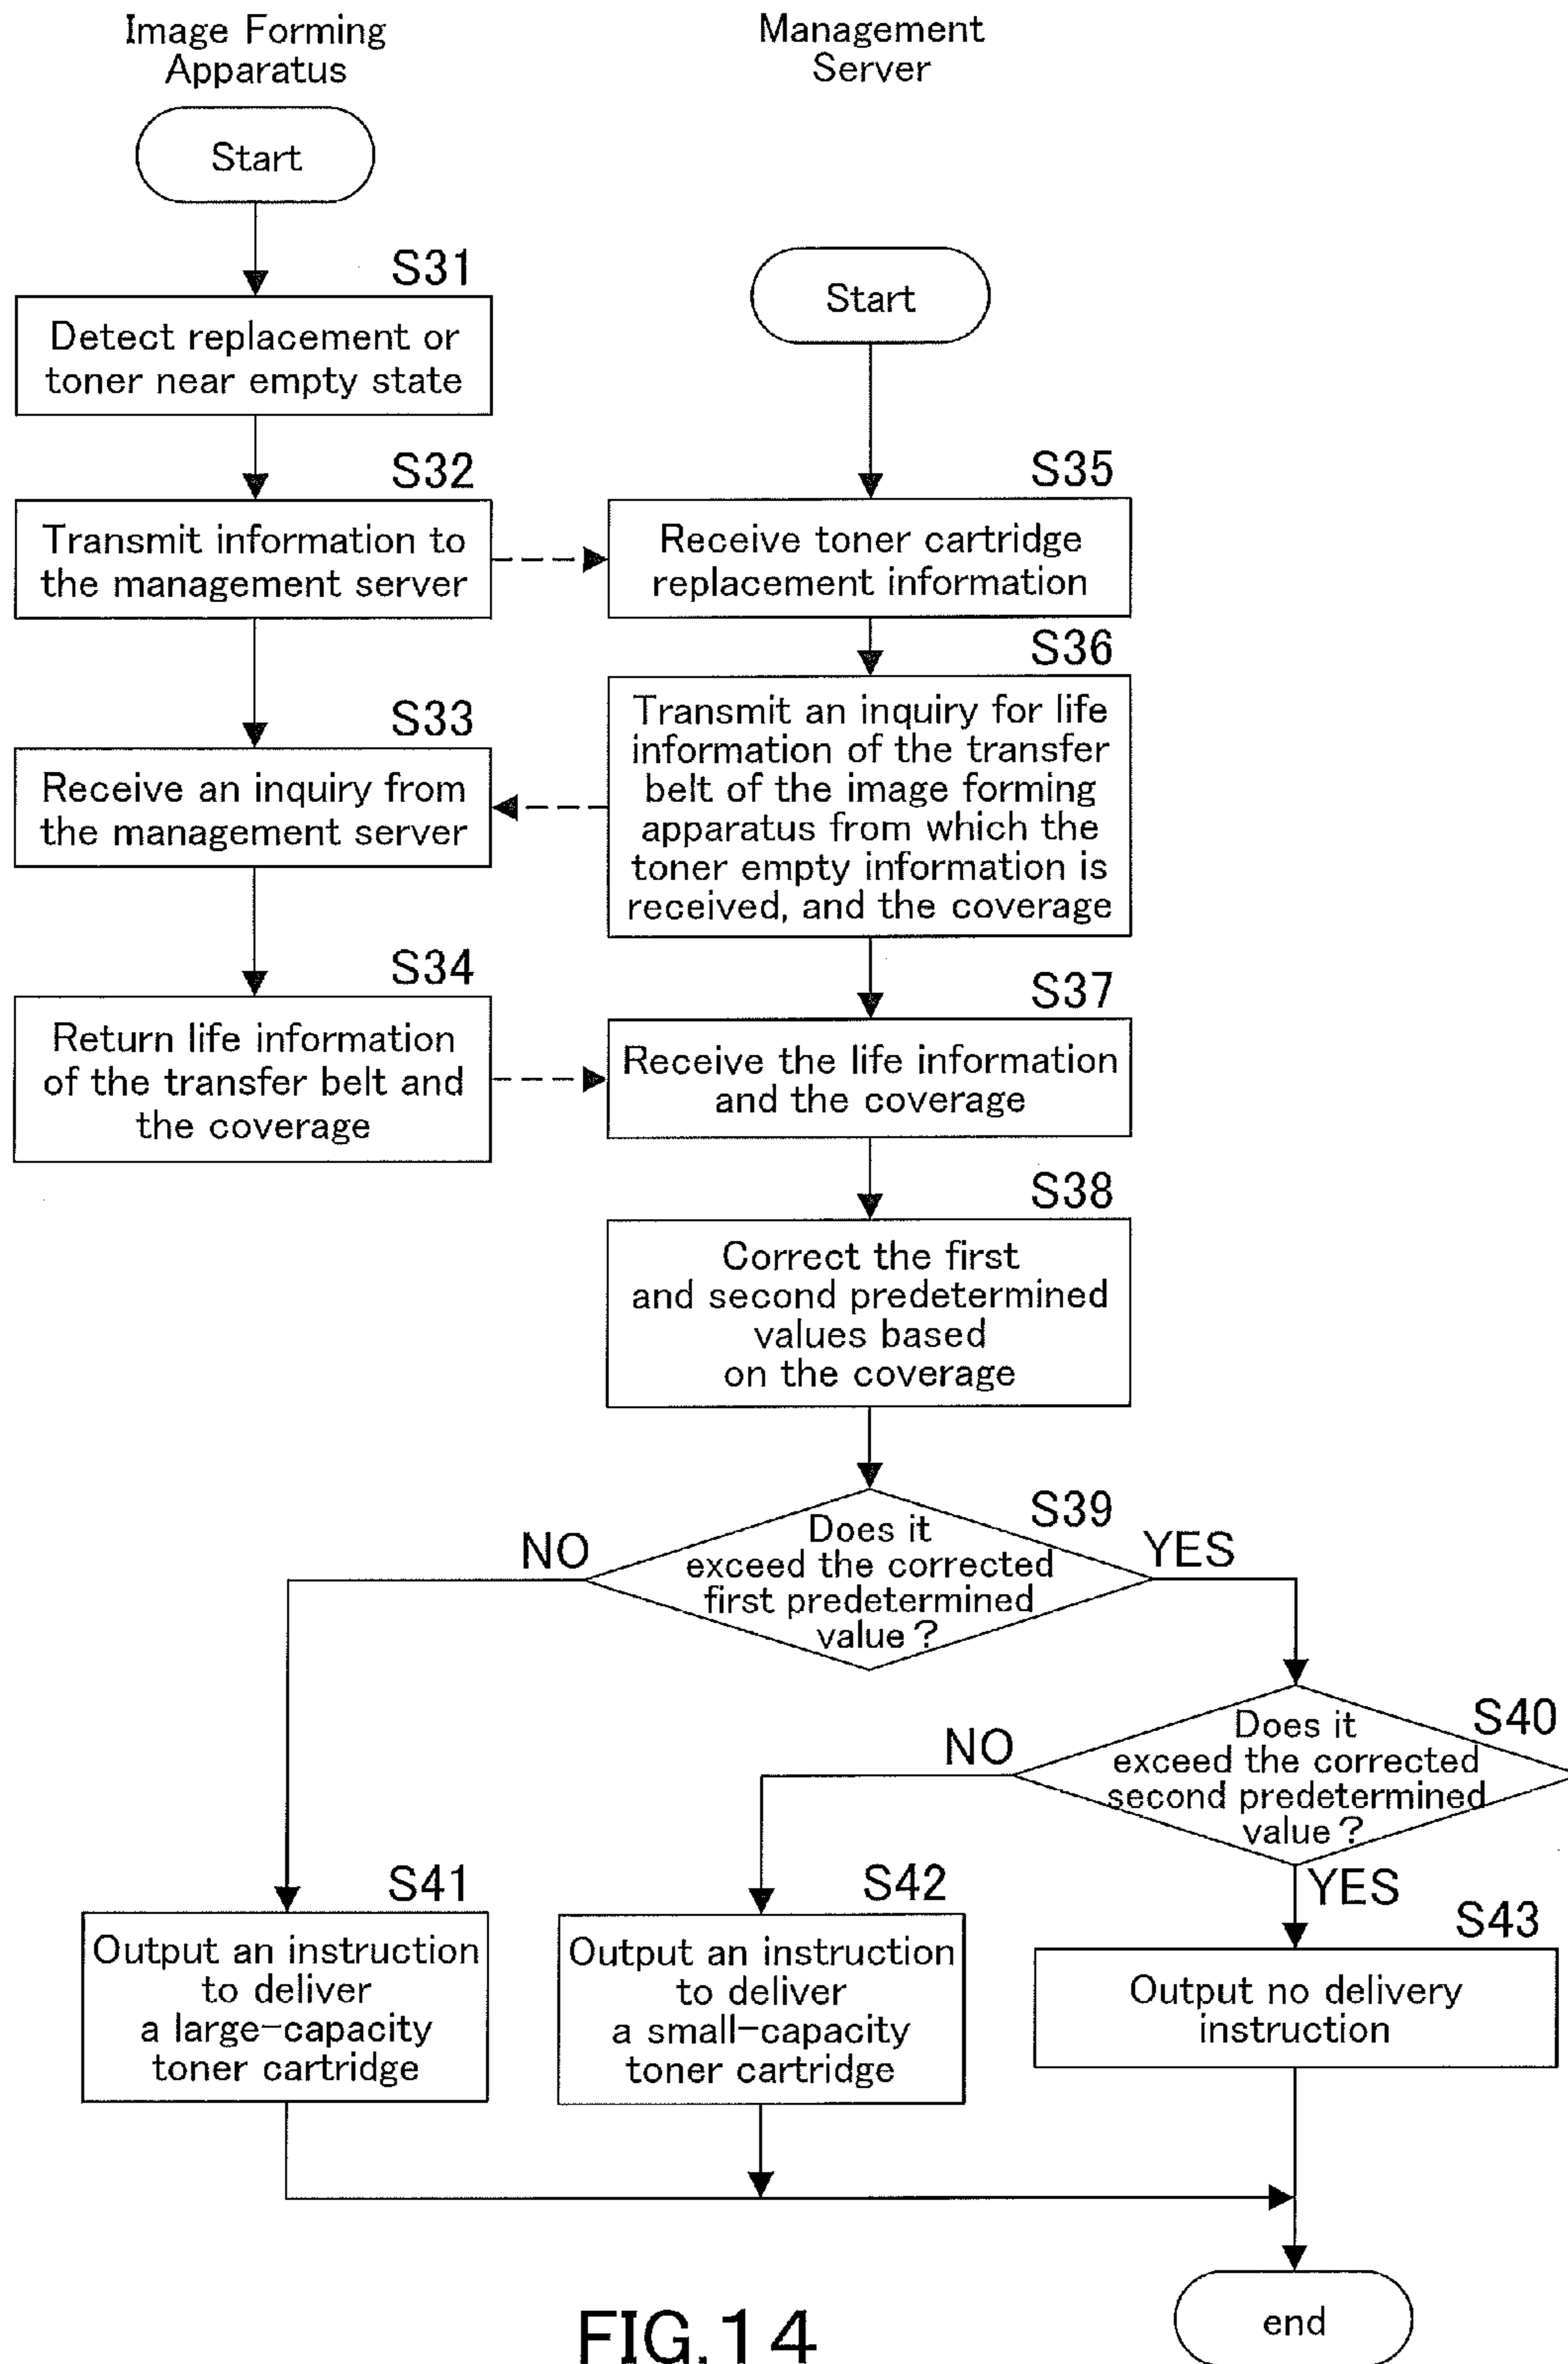 Image Forming
Apparatus
Management
Server
Start
Start
S31
Detect replacement or
toner near empty state
S32
Transmit information to
the management server
S35
Receive toner cartridge
replacement information
S33
Receive an inquiry from
the management server
S36
Transmit an inquiry for life
information of the transfer
belt of the image forming
apparatus from which the
toner empty information is
received, and the coverage
S34
Return life information
of the transfer belt and
the coverage
S37
Receive the life information
and the coverage
S38
Correct the first
and second predetermined
values based
on the coverage
S39
Does it
exceed the corrected
first predetermined
value?
NO
YES
S40
Does it
exceed the corrected
second predetermined
value?
NO
YES
S41
Output an instruction
to deliver
a large-capacity
toner cartridge
S42
Output an instruction
to deliver
a small-capacity
toner cartridge
S43
Output no delivery
instruction
end
FIG.14